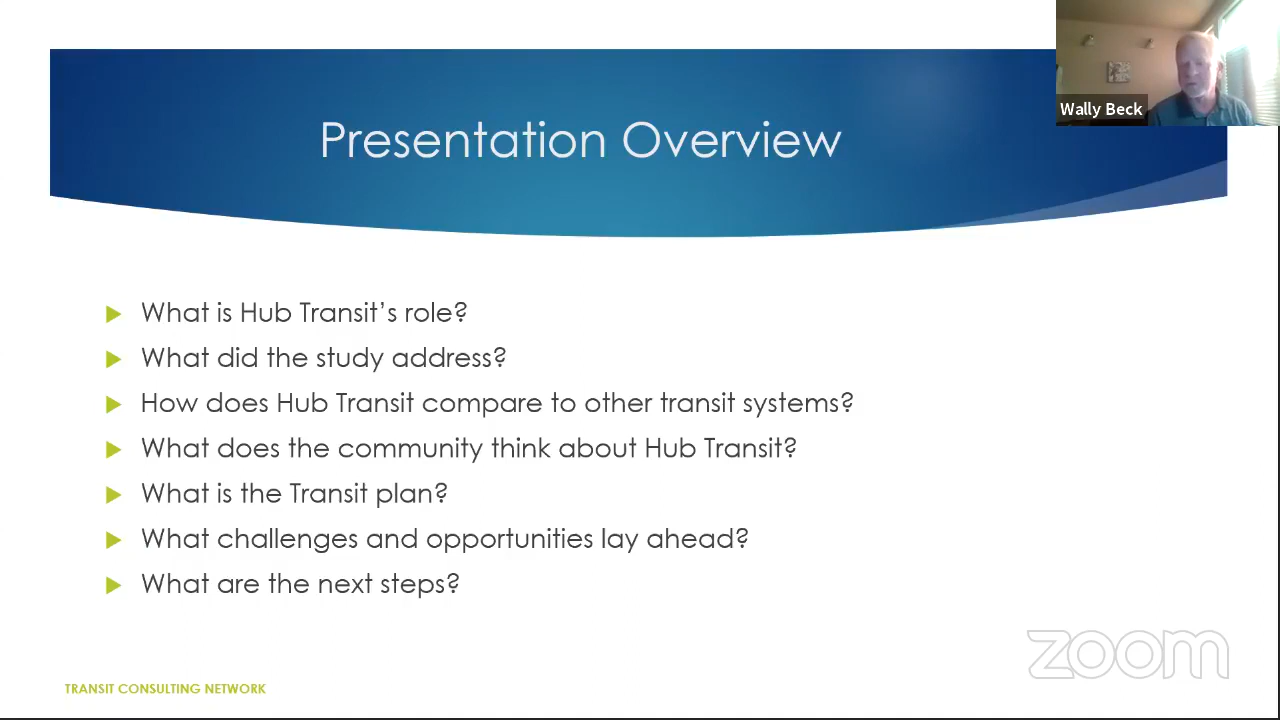 Presentation Overview
Wally Beck
What is Hub Transit’s role?
What did the study address?
How does Hub Transit compare to other transit systems?
What does the community think about Hub Transit?
What is the Transit plan?
What challenges and opportunities lay ahead?
What are the next steps?
zoom
TRANSIT CONSULTING NETWORK